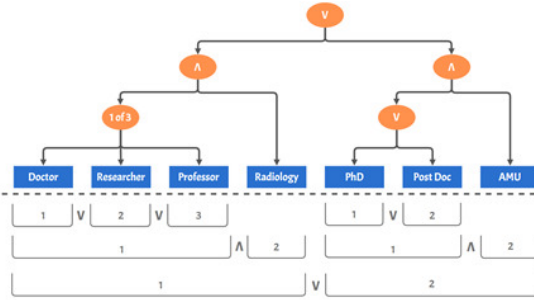 V
Λ Λ
1 of 3 V
Doctor Researcher Professor Radiology PhD Post Doc AMU
1 V 2 V 3 1 V 2
1 Λ 2 1 Λ 2
1 V 2